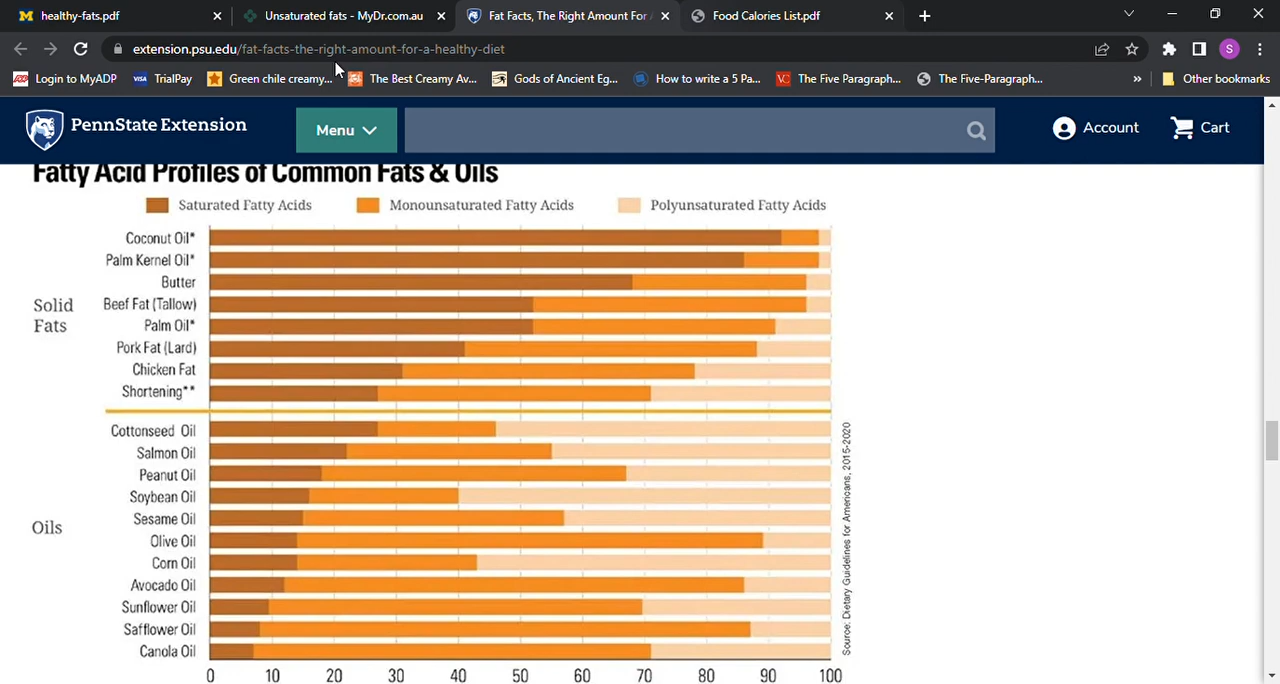 healthy-fats.pdf
Unsaturated fats - MyDr.com.au
Fat Facts, The Right Amount For
Food Calories List.pdf
extension.psu.edu/fat-facts-the-right-amount-for-a-healthy-diet
S
ADP
Login to MyADP
VISA
TrialPay
Green chile creamy...
The Best Creamy Av...
Gods of Ancient Eg...
How to write a 5 Pa...
VC
The Five Paragraph...
The Five-Paragraph...
»
Other bookmarks
PennState Extension
Menu
Account
Cart
Fatty Acid Profiles of Common Fats & Oils
Saturated Fatty Acids
Monounsaturated Fatty Acids
Polyunsaturated Fatty Acids
Solid
Fats
Coconut Oil*
Palm Kernel Oil*
Butter
Beef Fat (Tallow)
Palm Oil*
Pork Fat (Lard)
Chicken Fat
Shortening**
Oils
Cottonseed Oil
Salmon Oil
Peanut Oil
Soybean Oil
Sesame Oil
Olive Oil
Corn Oil
Avocado Oil
Sunflower Oil
Safflower Oil
Canola Oil
0 10 20 30 40 50 60 70 80 90 100
Source: Dietary Guidelines for Americans, 2015-2020